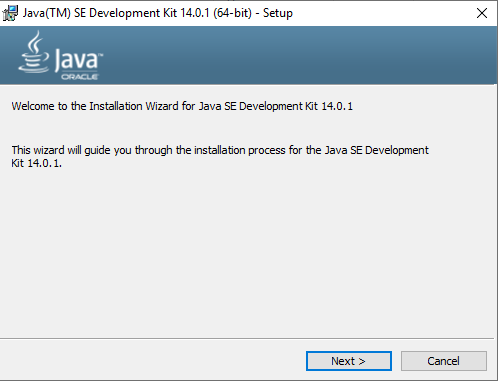 Java(TM) SE Development Kit 14.0.1 (64-bit) - Setup
Java™
ORACLE
Welcome to the Installation Wizard for Java SE Development Kit 14.0.1
This wizard will guide you through the installation process for the Java SE Development
Kit 14.0.1.
Next >
Cancel